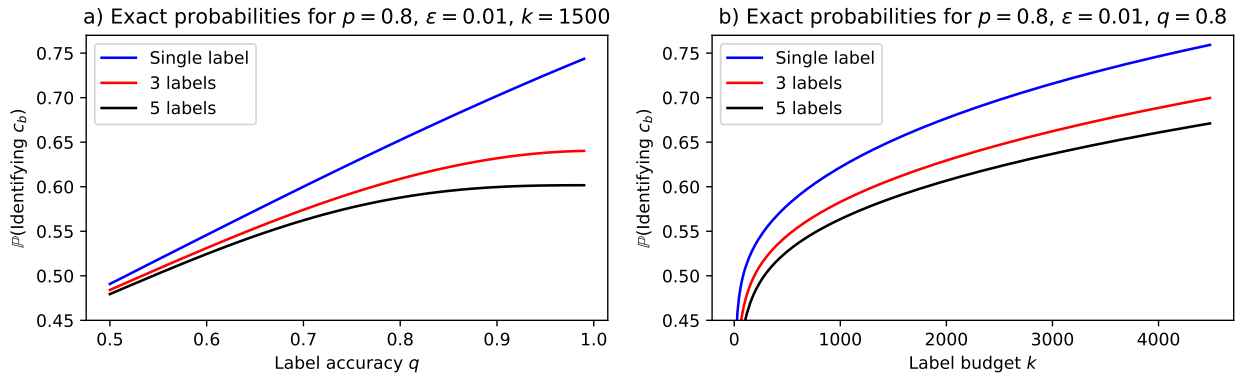 a) Exact probabilities for p = 0.8, ε = 0.01, k = 1500
0.75
0.70
0.65
0.60
0.55
0.50
0.45
ℙ(Identifying c_b)
Single label
3 labels
5 labels
0.5 0.6 0.7 0.8 0.9 1.0
Label accuracy q
b) Exact probabilities for p = 0.8, ε = 0.01, q = 0.8
0.75
0.70
0.65
0.60
0.55
0.50
0.45
ℙ(Identifying c_b)
Single label
3 labels
5 labels
0 1000 2000 3000 4000
Label budget k